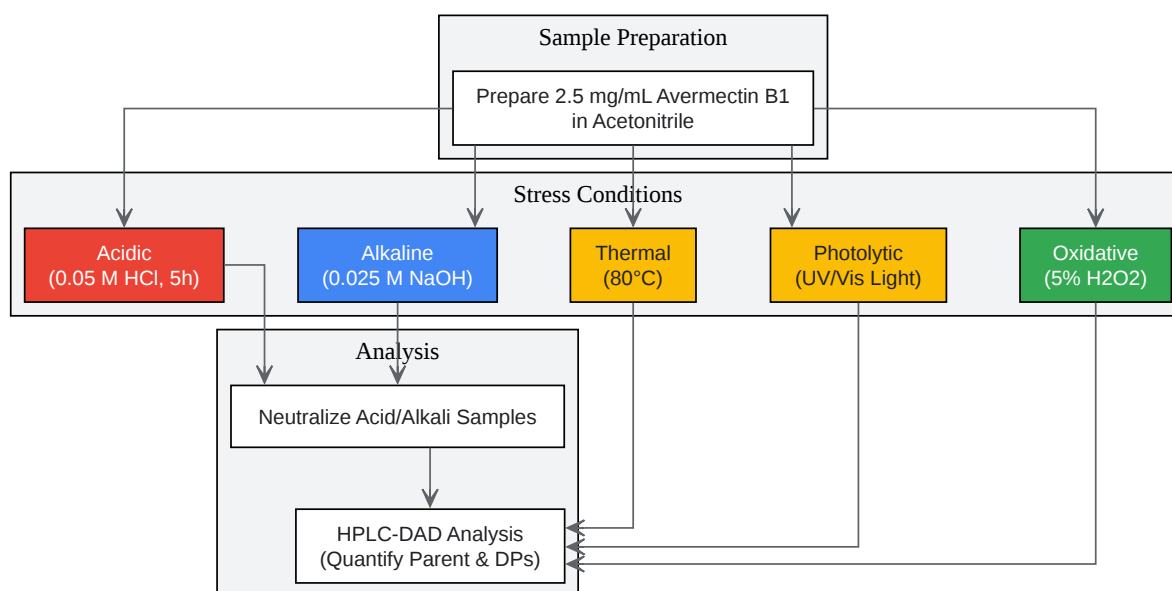 Sample Preparation
Prepare 2.5 mg/mL Avermectin B1
in Acetonitrile
Stress Conditions
Acidic
(0.05 M HCl, 5h)
Alkaline
(0.025 M NaOH)
Thermal
(80°C)
Photolytic
(UV/Vis Light)
Oxidative
(5% H2O2)
Analysis
Neutralize Acid/Alkali Samples
HPLC-DAD Analysis
(Quantify Parent & DPs)